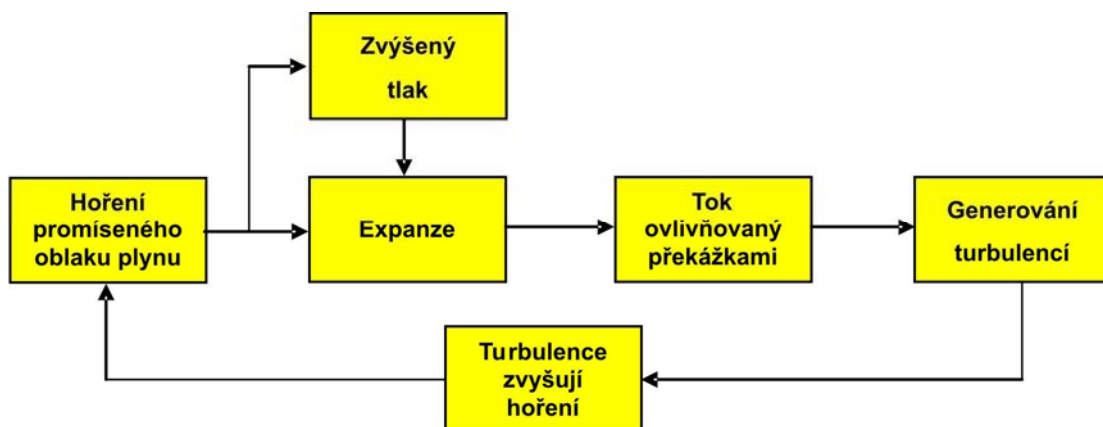 Zvýšený
tlak
Hoření
promíseného
oblaku plynu
Expanze
Tok
ovlivňovaný
překážkami
Generování
turbulencí
Turbulence
zvyšují
hoření